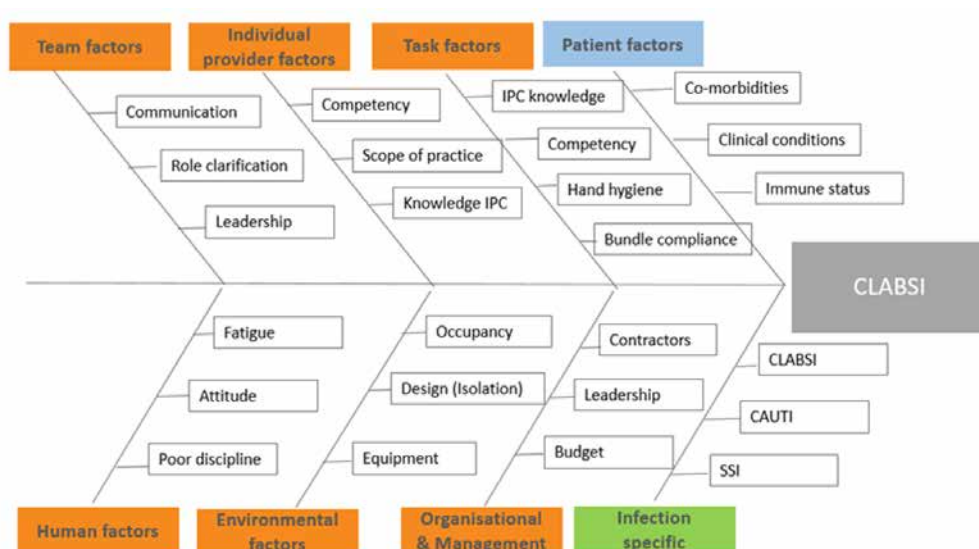 Team factors
Individual
provider factors
Task factors
Patient factors
Communication
Role clarification
Leadership
Competency
Scope of practice
Knowledge IPC
IPC knowledge
Competency
Hand hygiene
Bundle compliance
Co-morbidities
Clinical conditions
Immune status
CLABSI
Fatigue
Attitude
Poor discipline
Occupancy
Design (Isolation)
Equipment
Contractors
Leadership
Budget
CLABSI
CAUTI
SSI
Human factors
Environmental
factors
Organisational
& Management
Infection
specific